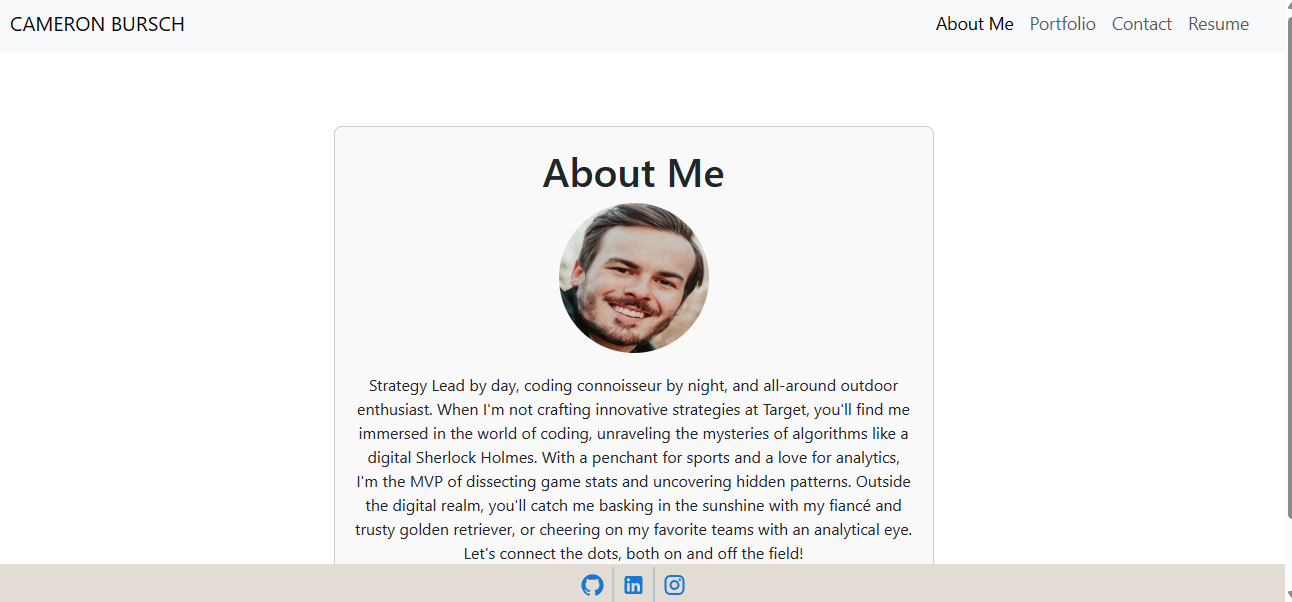 CAMERON BURSCH
About Me Portfolio Contact Resume
About Me
Strategy Lead by day, coding connoisseur by night, and all-around outdoor
enthusiast. When I'm not crafting innovative strategies at Target, you'll find me
immersed in the world of coding, unraveling the mysteries of algorithms like a
digital Sherlock Holmes. With a penchant for sports and a love for analytics,
I'm the MVP of dissecting game stats and uncovering hidden patterns. Outside
the digital realm, you'll catch me basking in the sunshine with my fiancé and
trusty golden retriever, or cheering on my favorite teams with an analytical eye.
Let's connect the dots, both on and off the field!
in